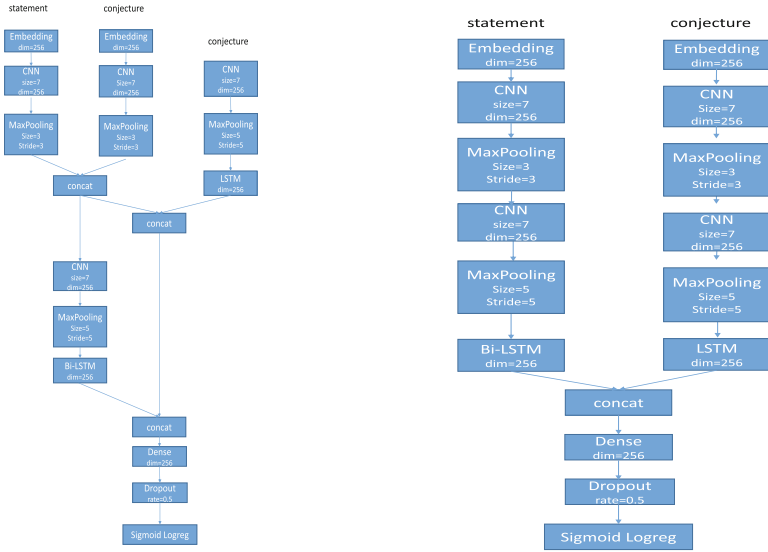 statement
Embedding
dim=256
CNN
size=7
dim=256
MaxPooling
Size=3
Stride=3
conjecture
Embedding
dim=256
CNN
Size=7
dim=256
MaxPooling
Size=3
Stride=3
conjecture
CNN
size=7
dim=256
MaxPooling
Size=5
Stride=5
LSTM
dim=256
concat
concat
CNN
size=7
dim=256
MaxPooling
Size=5
Stride=5
Bi-LSTM
dim=256
concat
Dense
dim=256
Dropout
rate=0.5
Sigmoid Logreg
statement
Embedding
dim=256
CNN
size=7
dim=256
MaxPooling
Size=3
Stride=3
CNN
size=7
dim=256
MaxPooling
Size=5
Stride=5
Bi-LSTM
dim=256
conjecture
Embedding
dim=256
CNN
Size=7
dim=256
MaxPooling
Size=3
Stride=3
CNN
size=7
dim=256
MaxPooling
Size=5
Stride=5
LSTM
dim=256
concat
Dense
dim=256
Dropout
rate=0.5
Sigmoid Logreg